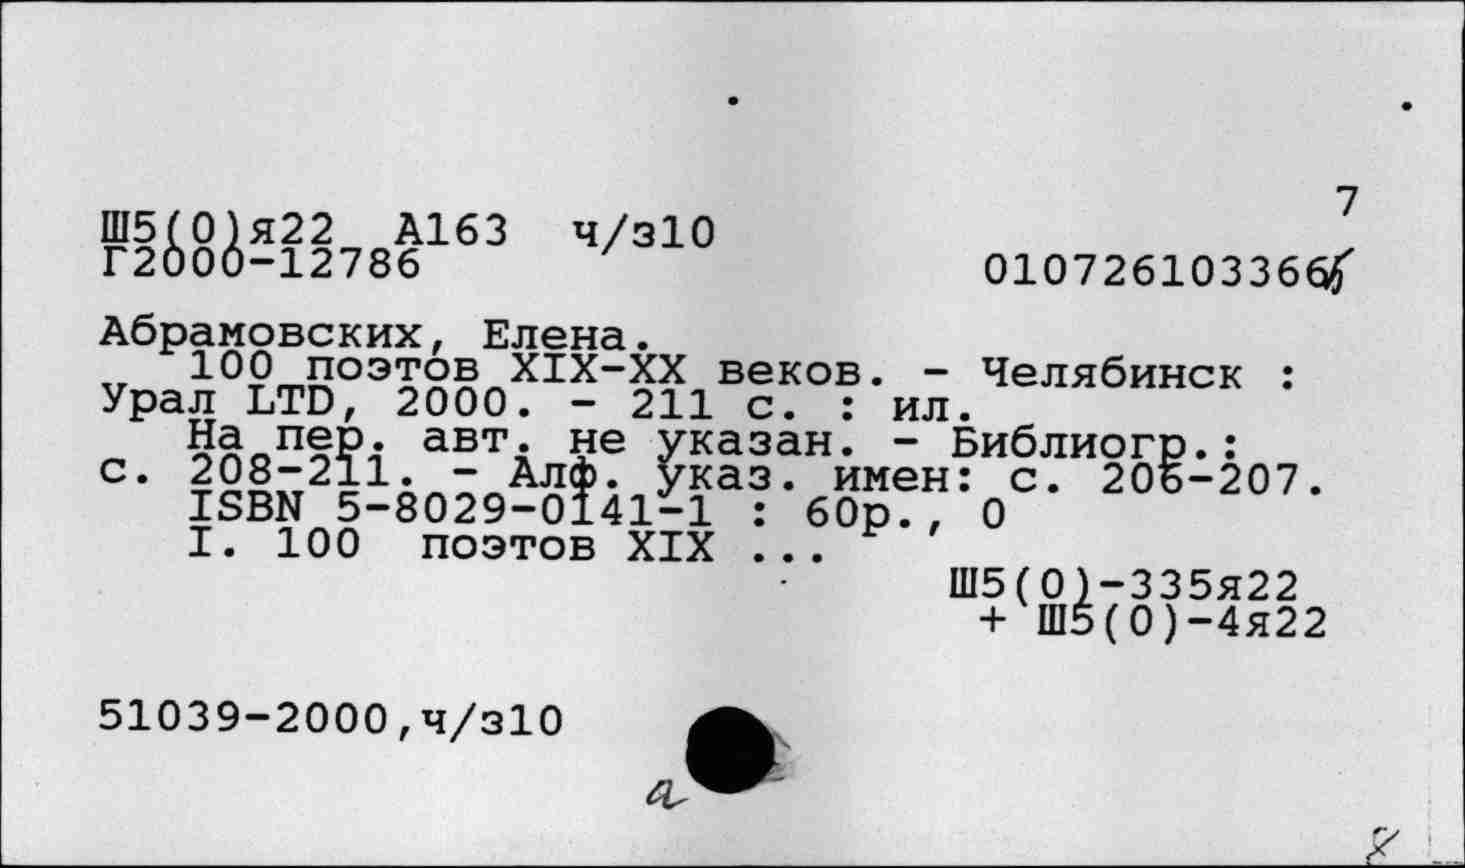 7
Ш5(0)я22 А163 ч/з10
Г2000-12786
010726103366
Абрамовских, Елена.
100 поэтов XIX-XX веков. - Челябинск :
Урал LTD, 2000. - 211 с. : ил.
На пер. авт. не указан. - Библиогр.:
с. 208-211. - Алф. указ. имен: с. 206-207.
ISBN 5-8029-0141-1 : 60р., 0
I. 100 поэтов XIX ...
Ш5(0)-335я22
+ Ш5(0)-4я22
51039-2000,ч/з10
а